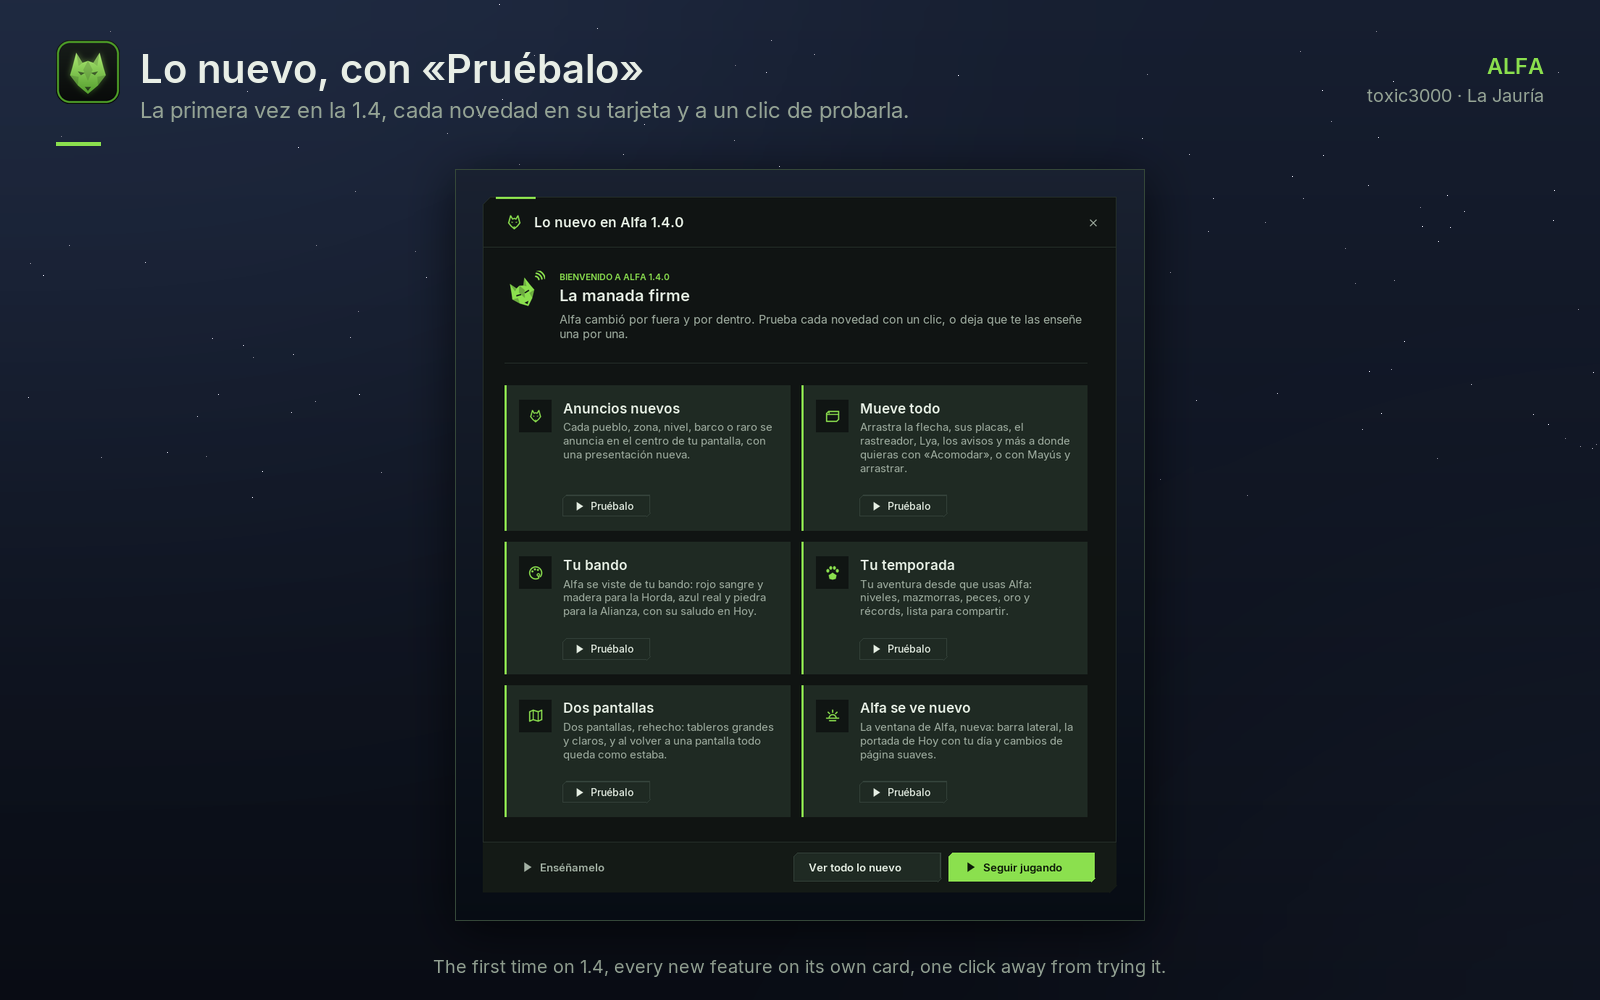 Lo nuevo, con «Pruébalo»
La primera vez en la 1.4, cada novedad en su tarjeta y a un clic de probarla.
ALFA
toxic3000 · La Jauría
Lo nuevo en Alfa 1.4.0
×
BIENVENIDO A ALFA 1.4.0
La manada firme
Alfa cambió por fuera y por dentro. Prueba cada novedad con un clic, o deja que te las enseñe
una por una.
Anuncios nuevos
Cada pueblo, zona, nivel, barco o raro se
anuncia en el centro de tu pantalla, con
una presentación nueva.
Pruébalo
Mueve todo
Arrastra la flecha, sus placas, el
rastreador, Lya, los avisos y más a donde
quieras con «Acomodar», o con Mayús y
arrastrar.
Pruébalo
Tu bando
Alfa se viste de tu bando: rojo sangre y
madera para la Horda, azul real y piedra
para la Alianza, con su saludo en Hoy.
Pruébalo
Tu temporada
Tu aventura desde que usas Alfa:
niveles, mazmorras, peces, oro y
récords, lista para compartir.
Pruébalo
Dos pantallas
Dos pantallas, rehecho: tableros grandes
y claros, y al volver a una pantalla todo
queda como estaba.
Pruébalo
Alfa se ve nuevo
La ventana de Alfa, nueva: barra lateral, la
portada de Hoy con tu día y cambios de
página suaves.
Pruébalo
Enséñamelo
Ver todo lo nuevo
Seguir jugando
The first time on 1.4, every new feature on its own card, one click away from trying it.